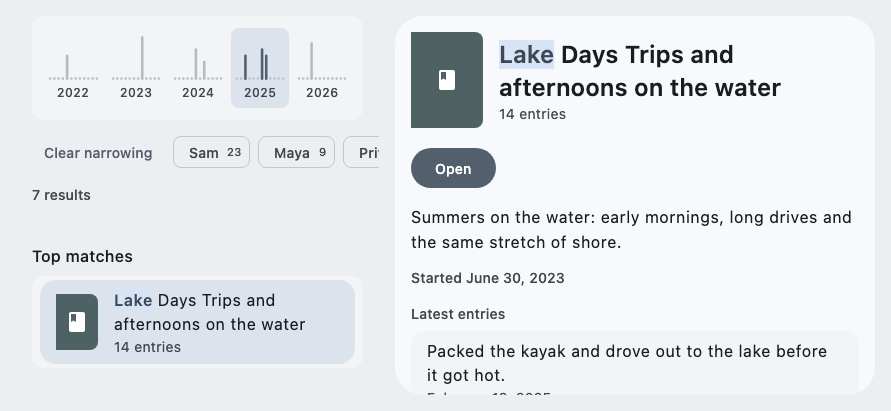 2022 2023 2024 2025 2026
Clear narrowing Sam 23 Maya 9
7 results
Top matches
Lake Days Trips and
afternoons on the water
14 entries
Lake Days Trips and
afternoons on the water
14 entries
Open
Summers on the water: early mornings, long drives and
the same stretch of shore.
Started June 30, 2023
Latest entries
Packed the kayak and drove out to the lake before
it got hot.